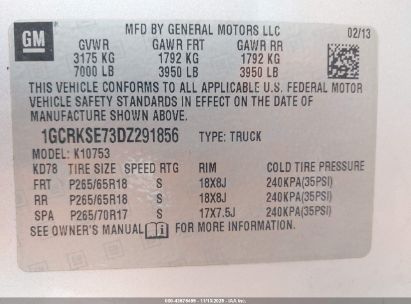 GM
MFD BY GENERAL MOTORS LLC
02/13
GVWR GAWR FRT GAWR RR
3175 KG 1792 KG 1792 KG
7000 LB 3950 LB 3950 LB
THIS VEHICLE CONFORMS TO ALL APPLICABLE U.S. FEDERAL MOTOR
VEHICLE SAFETY STANDARDS IN EFFECT ON THE DATE OF
MANUFACTURE SHOWN ABOVE.
1GCRKSE73DZ291856 TYPE: TRUCK
MODEL: K10753
KD78 TIRE SIZE SPEED RTG RIM COLD TIRE PRESSURE
FRT P265/65R18 S 18X8J 240KPA(35PSI)
RR P265/65R18 S 18X8J 240KPA(35PSI)
SPA P265/70R17 S 17X7.5J 240KPA(35PSI)
SEE OWNER'S MANUAL FOR MORE INFORMATION.